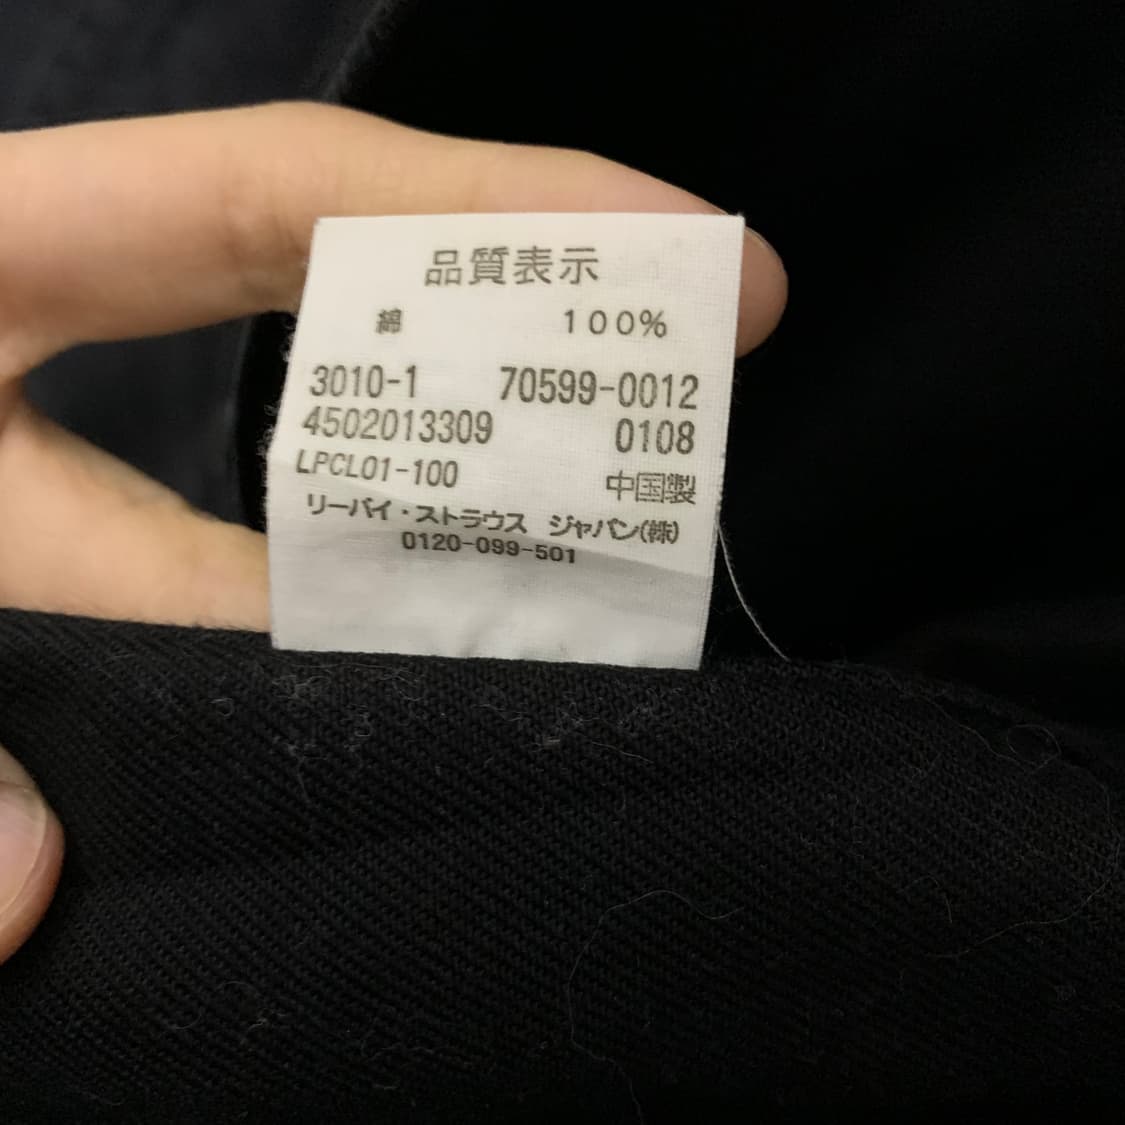 品質表示
綿 100%
3010-1 70599-0012
4502013309 0108
LPCL01-100 中国製
リーバイ・ストラウス ジャパン(株)
0120-099-501